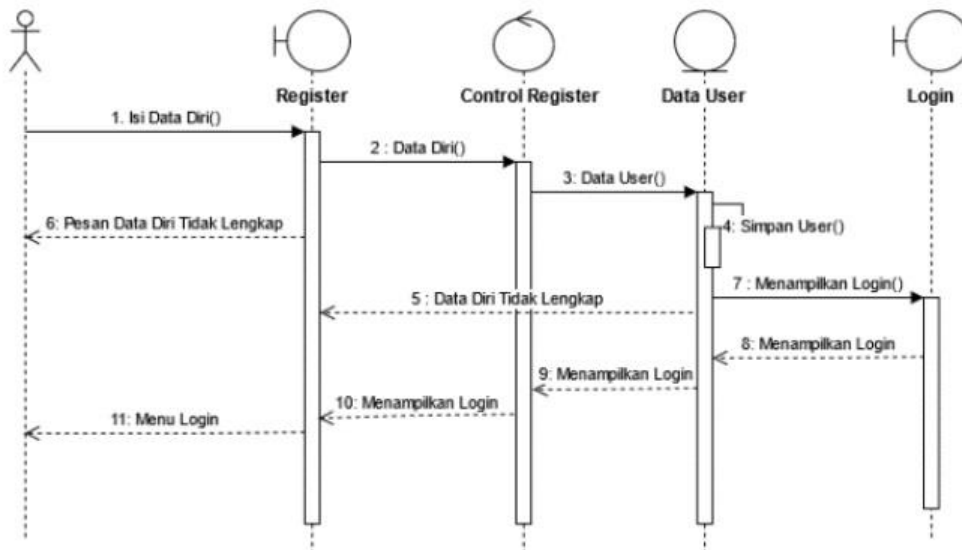 Register
Control Register
Data User
Login
1. Isi Data Diri()
2 : Data Diri()
3: Data User()
6: Pesan Data Diri Tidak Lengkap
4: Simpan User()
7 : Menampilkan Login()
5 : Data Diri Tidak Lengkap
8: Menampilkan Login
9: Menampilkan Login
10: Menampilkan Login
11: Menu Login